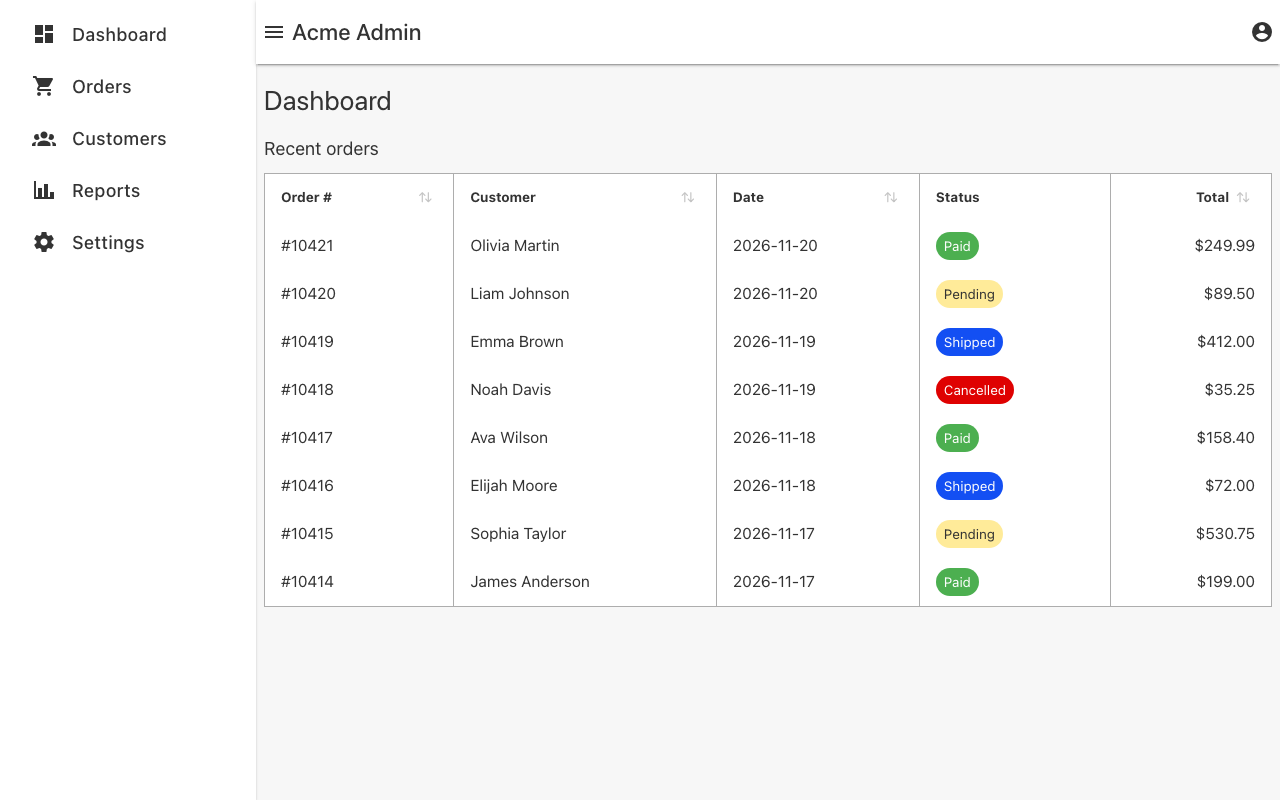 Dashboard
Orders
Customers
Reports
Settings
Acme Admin
Dashboard
Recent orders
Order # Customer Date Status Total
#10421 Olivia Martin 2026-11-20 Paid $249.99
#10420 Liam Johnson 2026-11-20 Pending $89.50
#10419 Emma Brown 2026-11-19 Shipped $412.00
#10418 Noah Davis 2026-11-19 Cancelled $35.25
#10417 Ava Wilson 2026-11-18 Paid $158.40
#10416 Elijah Moore 2026-11-18 Shipped $72.00
#10415 Sophia Taylor 2026-11-17 Pending $530.75
#10414 James Anderson 2026-11-17 Paid $199.00